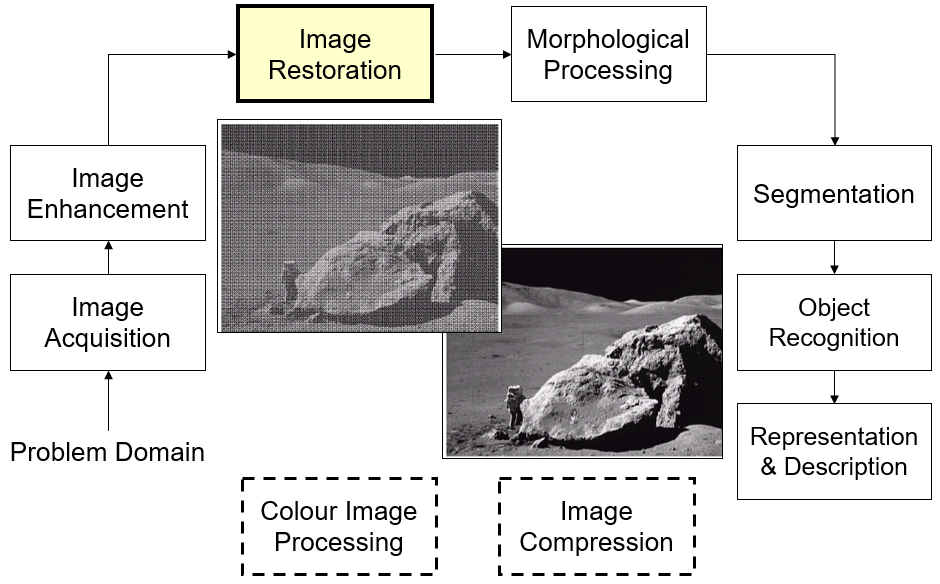 Image
Restoration
Morphological
Processing
Image
Enhancement
Segmentation
Image
Acquisition
Object
Recognition
Problem Domain
Representation
& Description
Colour Image
Processing
Image
Compression